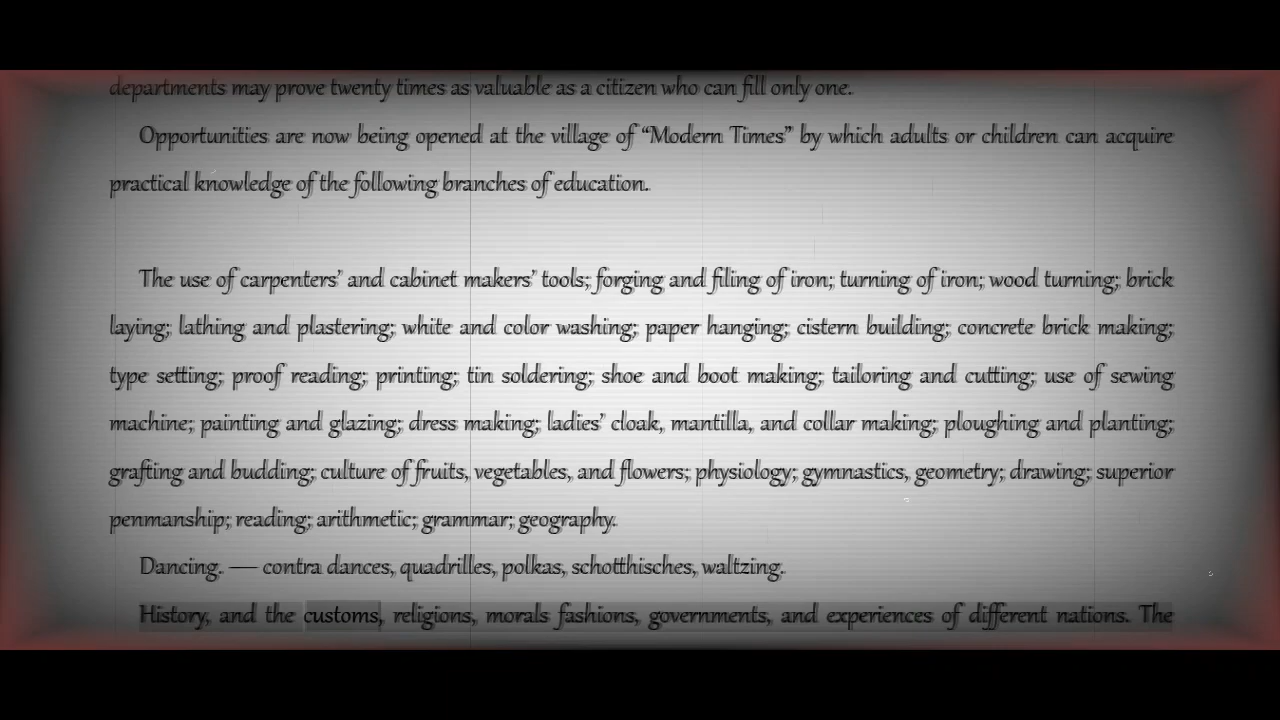 departments may prove twenty times as valuable as a citizen who can fill only one.
Opportunities are now being opened at the village of “Modern Times” by which adults or children can acquire
practical knowledge of the following branches of education.
The use of carpenters’ and cabinet makers’ tools; forging and filing of iron; turning of iron; wood turning; brick
laying; lathing and plastering; white and color washing; paper hanging; cistern building; concrete brick making;
type setting; proof reading; printing; tin soldering; shoe and boot making; tailoring and cutting; use of sewing
machine; painting and glazing; dress making; ladies’ cloak, mantilla, and collar making; ploughing and planting;
grafting and budding; culture of fruits, vegetables, and flowers; physiology; gymnastics, geometry; drawing; superior
penmanship; reading; arithmetic; grammar; geography.
Dancing. — contra dances, quadrilles, polkas, schotthisches, waltzing.
History, and the customs, religions, morals fashions, governments, and experiences of different nations. The